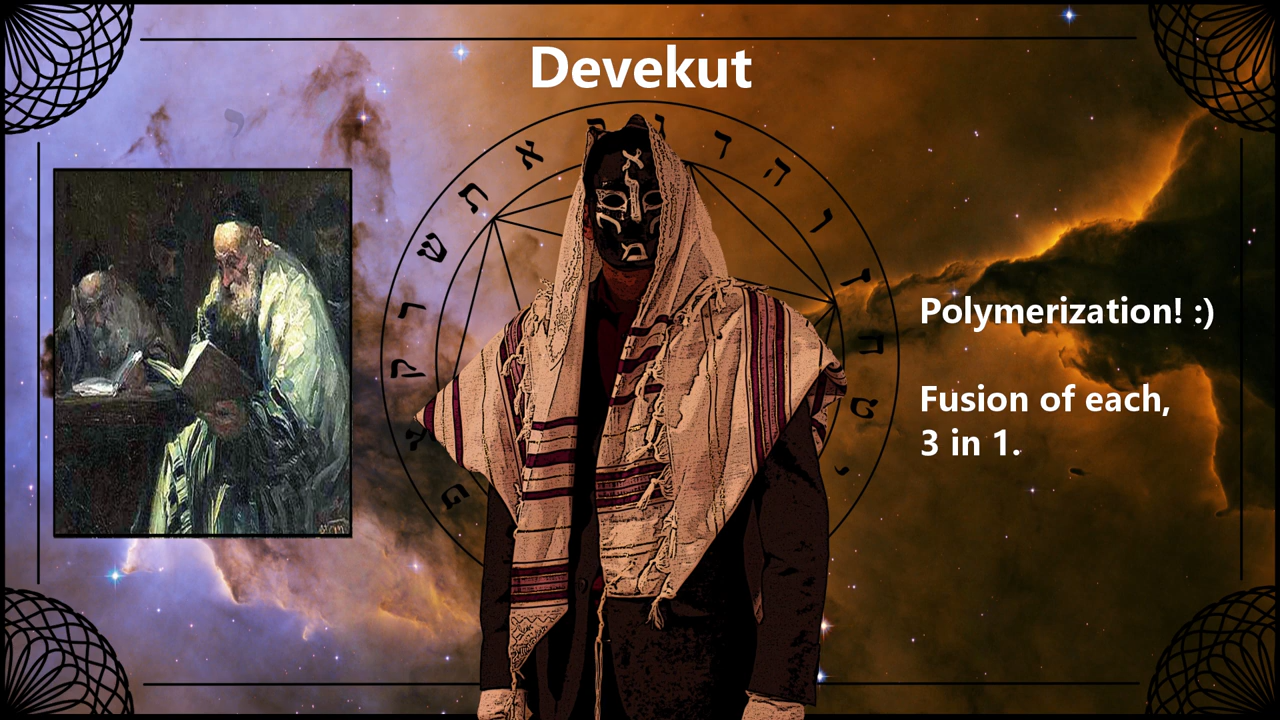 Devekut
פ
ק
ר
ש
ת
א
ד
ה
ו
ז
ח
ט
י
Polymerization! :)
Fusion of each,
3 in 1.